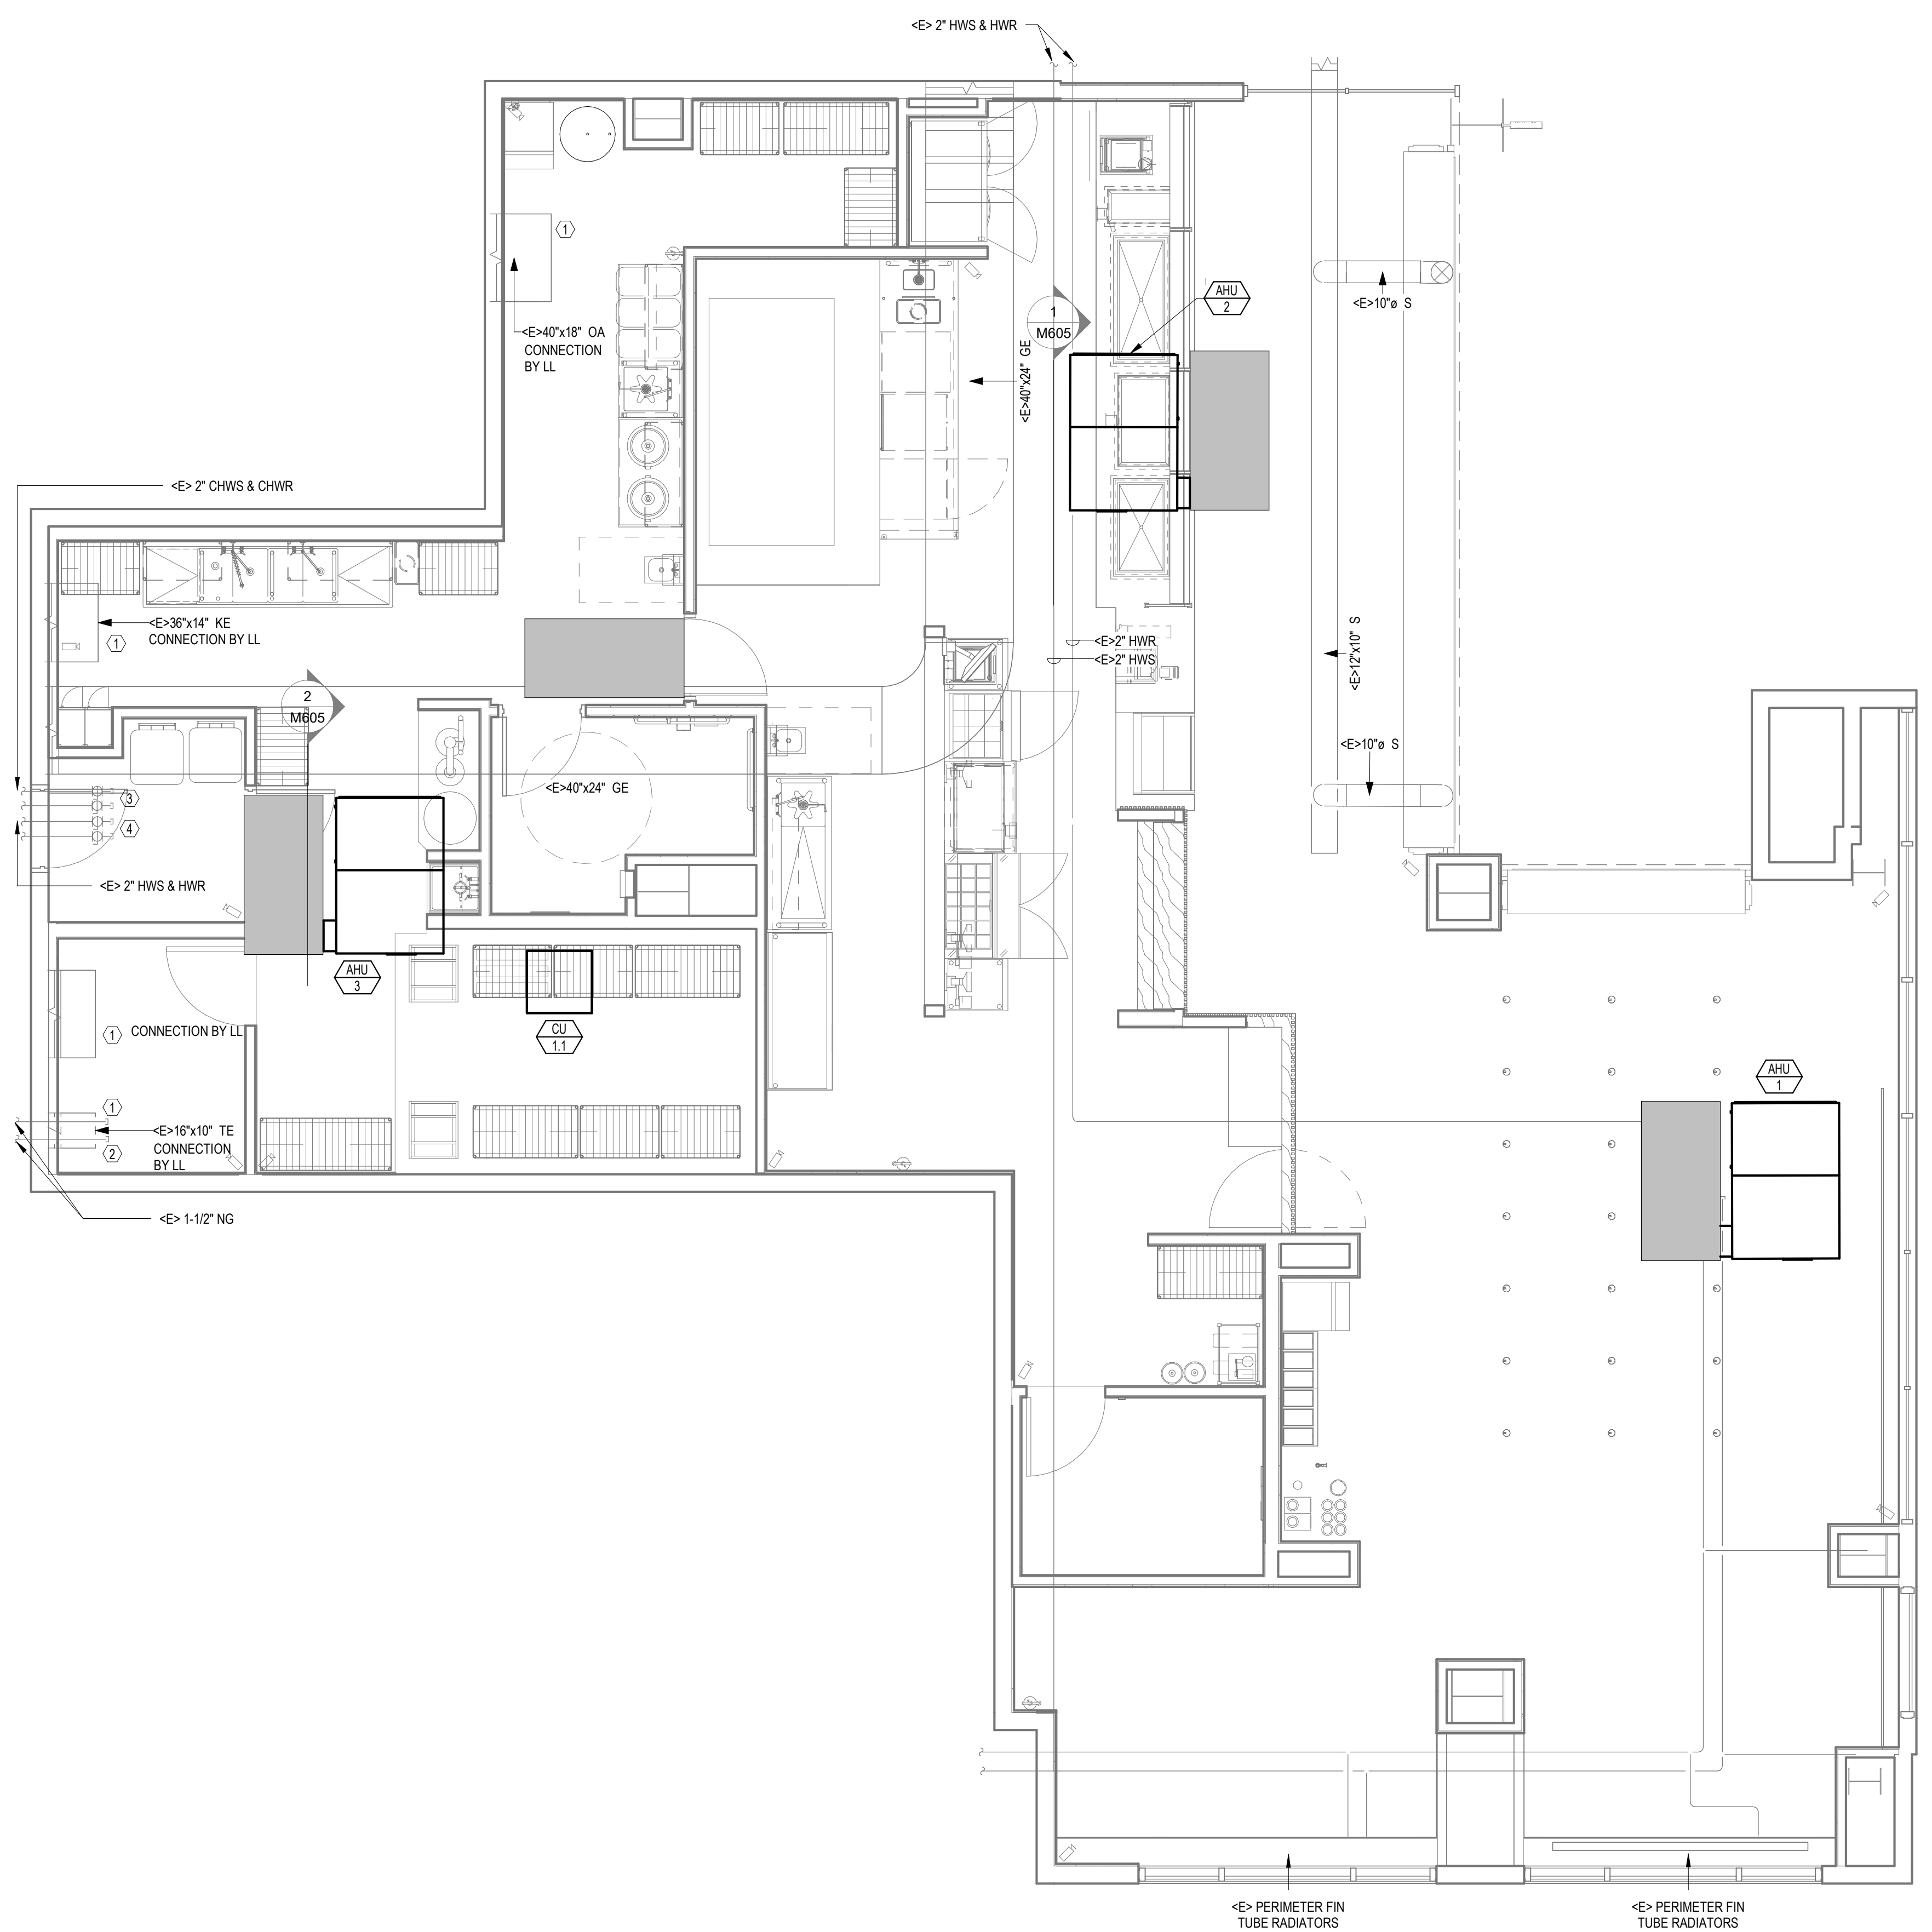 <E> 2" HWS & HWR
1
AHU
2
<E>10"ø S
1
M605
<E>40"x18" OA
CONNECTION
BY LL
<E>40"x24" GE
<E> 2" CHWS & CHWR
<E>36"x14" KE
CONNECTION BY LL
1
<E>2" HWR
<E>2" HWS
<E>12"x10" S
2
M605
<E>10"ø S
<E>40"x24" GE
3
4
<E> 2" HWS & HWR
AHU
3
CU
1.1
1
CONNECTION BY LL
AHU
1
1
<E>16"x10" TE
CONNECTION
BY LL
2
<E> 1-1/2" NG
<E> PERIMETER FIN
TUBE RADIATORS
<E> PERIMETER FIN
TUBE RADIATORS